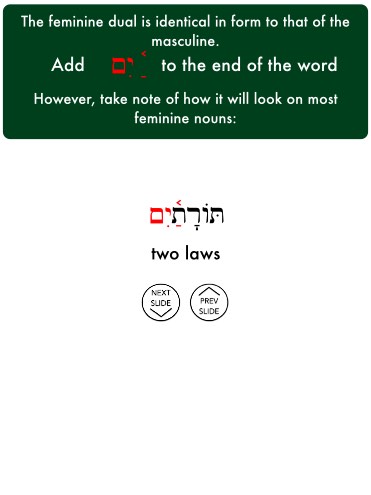 The feminine dual is identical in form to that of the
masculine.
Add ַ֫יִם to the end of the word
However, take note of how it will look on most
feminine nouns:
תּוֹרָתַ֫יִם
two laws
NEXT
SLIDE
PREV
SLIDE